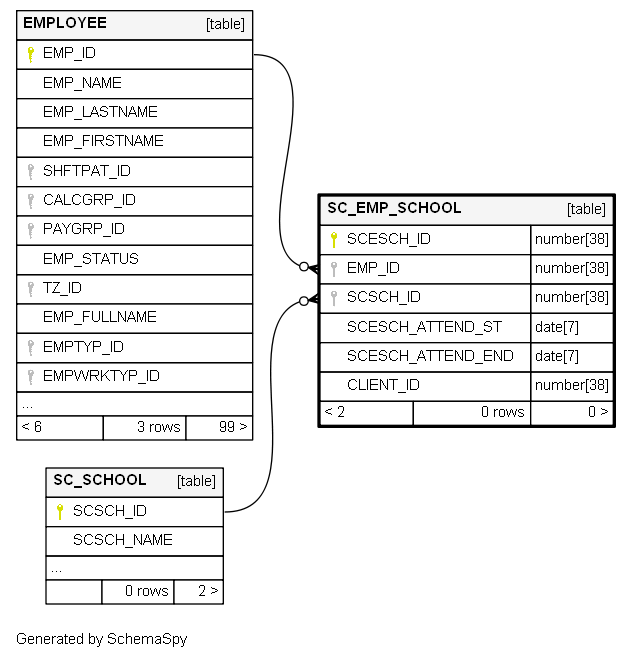 EMPLOYEE [table]
EMP_ID
EMP_NAME
EMP_LASTNAME
EMP_FIRSTNAME
SHFTPAT_ID
CALCGRP_ID
PAYGRP_ID
EMP_STATUS
TZ_ID
EMP_FULLNAME
EMPTYP_ID
EMPWRKTYP_ID
...
< 6 3 rows 99 >
SC_EMP_SCHOOL [table]
SCESCH_ID number[38]
EMP_ID number[38]
SCSCH_ID number[38]
SCESCH_ATTEND_ST date[7]
SCESCH_ATTEND_END date[7]
CLIENT_ID number[38]
< 2 0 rows 0 >
SC_SCHOOL [table]
SCSCH_ID
SCSCH_NAME
...
0 rows 2 >
Generated by SchemaSpy